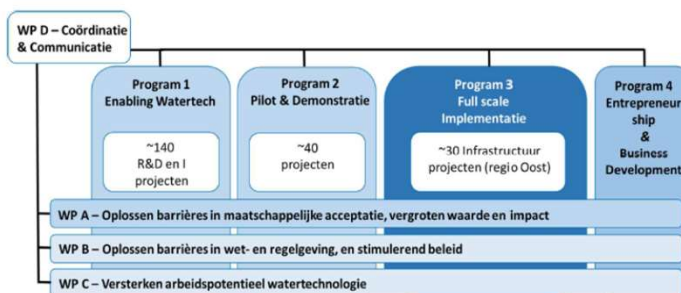 WP D – Coördinatie
& Communicatie
Program 1
Enabling Watertech
~140
R&D en I
projecten
Program 2
Pilot & Demonstratie
~40
projecten
Program 3
Full scale
Implementatie
~30 Infrastructuur
projecten (regio Oost)
Program 4
Entrepreneur
ship
&
Business
Development
WP A – Oplossen barrières in maatschappelijke acceptatie, vergroten waarde en impact
WP B – Oplossen barrières in wet- en regelgeving, en stimulerend beleid
WP C – Versterken arbeidspotentieel watertechnologie